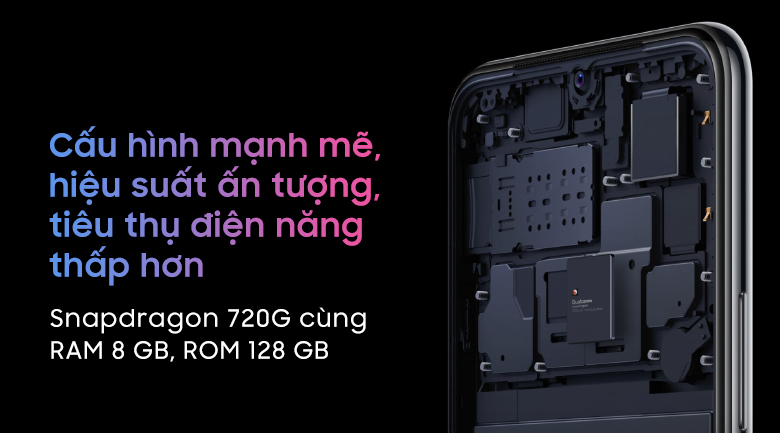 Cấu hình mạnh mẽ,
hiệu suất ấn tượng,
tiêu thụ điện năng
thấp hơn
Snapdragon 720G cùng
RAM 8 GB, ROM 128 GB
Qualcomm